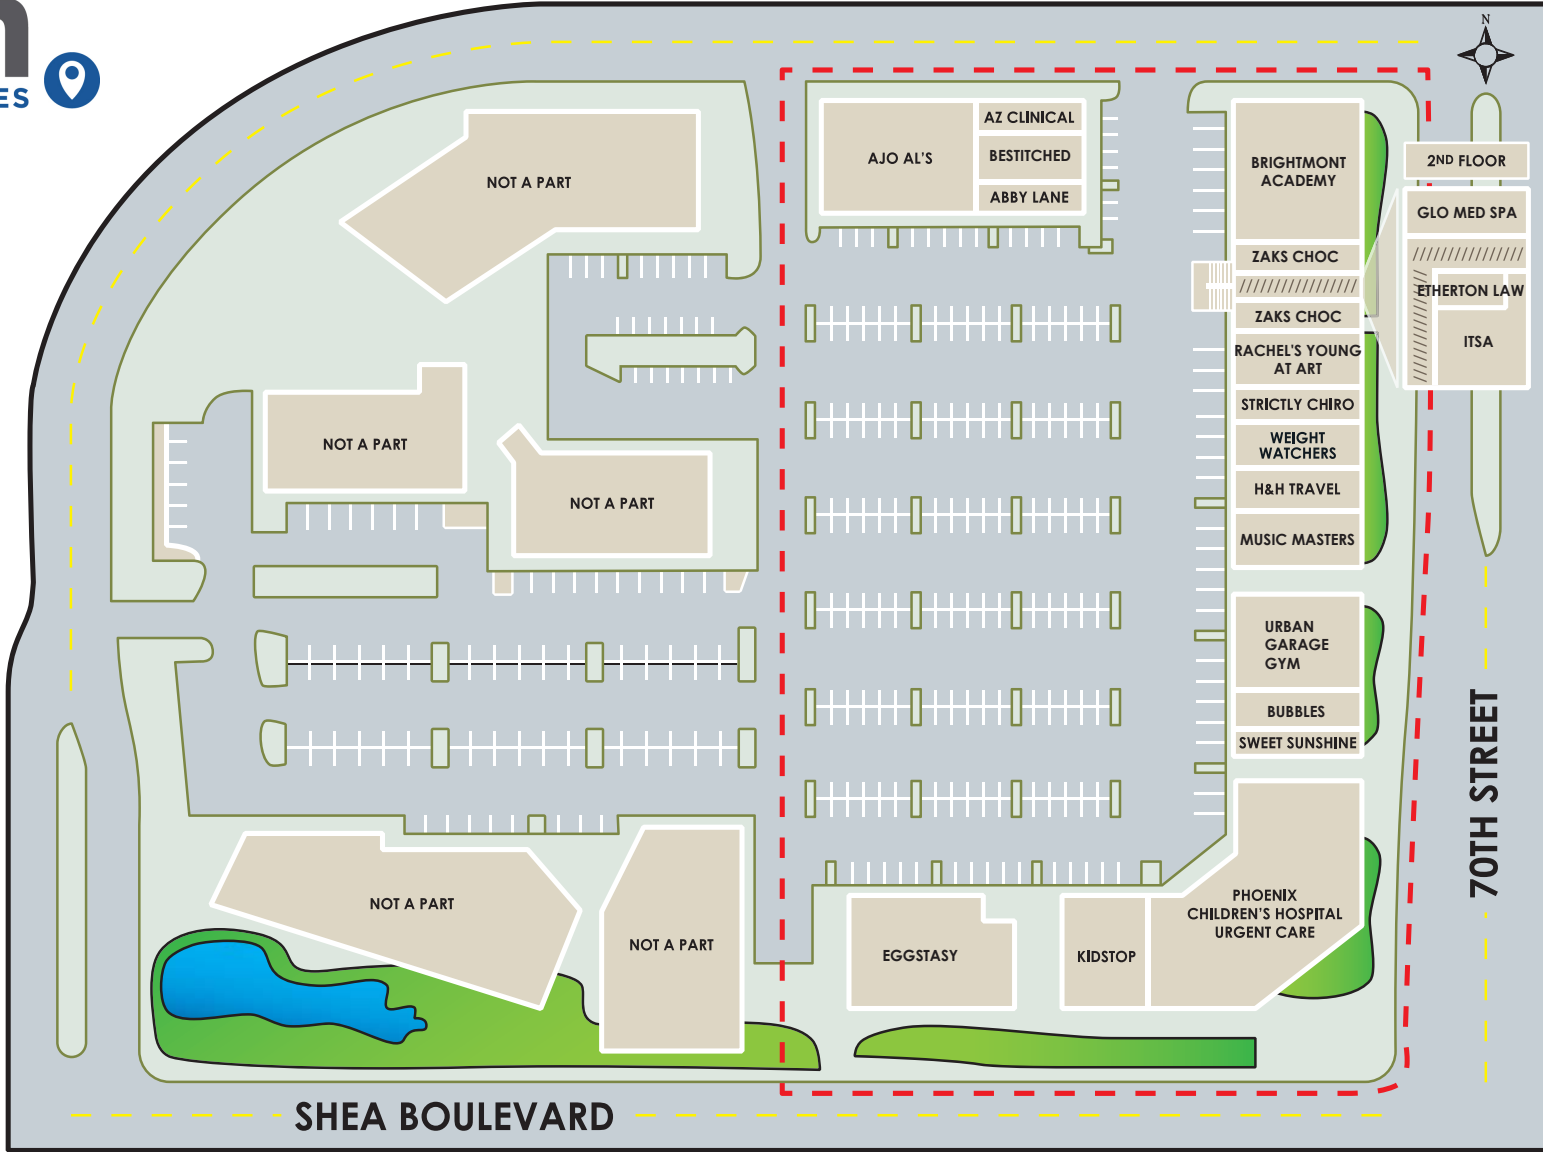 ES
N
NOT A PART
AJO AL'S
AZ CLINICAL
BESTITCHED
ABBY LANE
BRIGHTMONT
ACADEMY
2ND FLOOR
GLO MED SPA
ETHERTON LAW
ITSA
ZAKS CHOC
ZAKS CHOC
RACHEL'S YOUNG
AT ART
STRICTLY CHIRO
WEIGHT
WATCHERS
H&H TRAVEL
MUSIC MASTERS
NOT A PART
NOT A PART
URBAN
GARAGE
GYM
BUBBLES
SWEET SUNSHINE
70TH STREET
NOT A PART
NOT A PART
EGGSTASY
KIDSTOP
PHOENIX
CHILDREN'S HOSPITAL
URGENT CARE
SHEA BOULEVARD